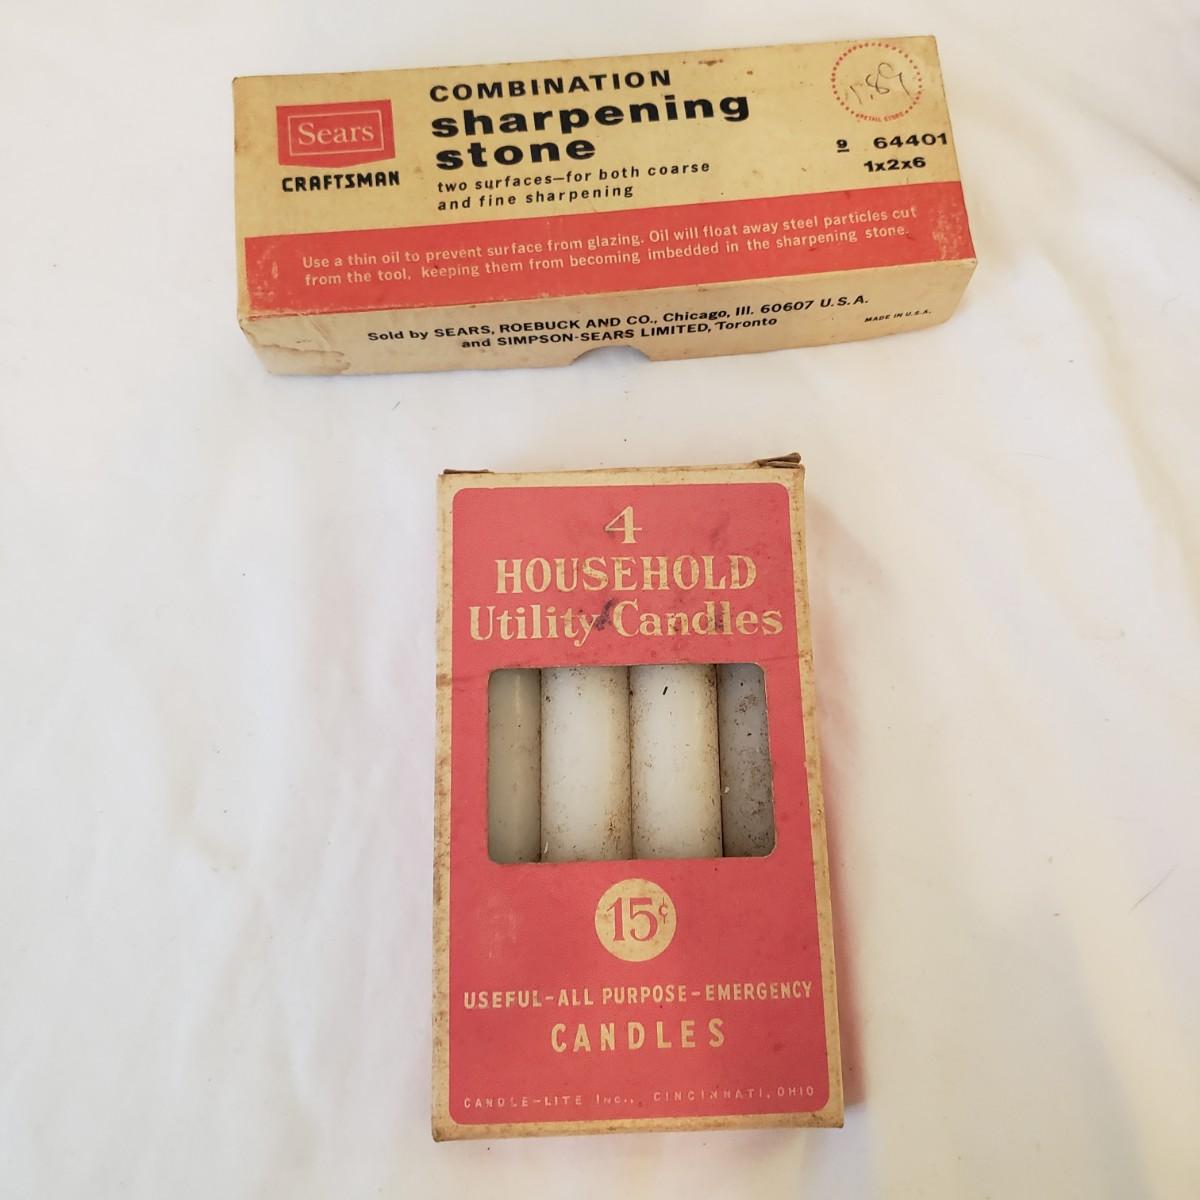 Sears
CRAFTSMAN
COMBINATION
sharpening
stone
two surfaces—for both coarse
and fine sharpening
1.89
RETAIL STORE
9 64401
1x2x6
Use a thin oil to prevent surface from glazing. Oil will float away steel particles cut
from the tool, keeping them from becoming imbedded in the sharpening stone.
Sold by SEARS, ROEBUCK AND CO., Chicago, Ill. 60607 U.S.A.
and SIMPSON-SEARS LIMITED, Toronto
MADE IN U.S.A.
4
HOUSEHOLD
Utility Candles
15¢
USEFUL-ALL PURPOSE-EMERGENCY
CANDLES
CANDLE-LITE INC., CINCINNATI, OHIO